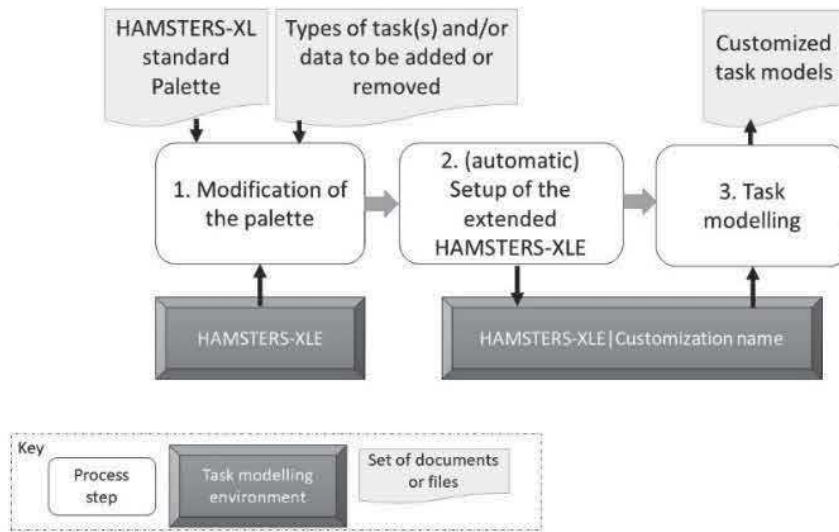 HAMSTERS-XL
standard
Palette
Types of task(s) and/or
data to be added or
removed
Customized
task models
1. Modification of
the palette
2. (automatic)
Setup of the
extended
HAMSTERS-XLE
3. Task
modelling
HAMSTERS-XLE
HAMSTERS-XLE|Customization name
Key
Process
step
Task modelling
environment
Set of documents
or files